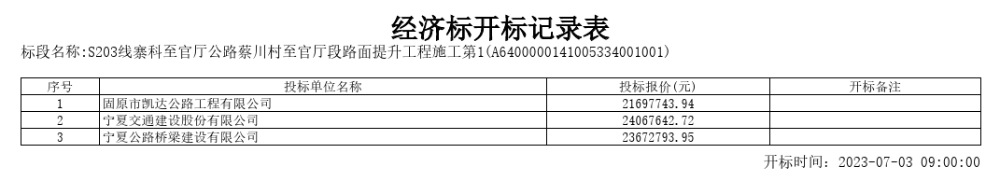 经济标开标记录表
标段名称:S203线寨科至官厅公路蔡川村至官厅段路面提升工程施工第1(A6400000141005334001001)
序号 投标单位名称 投标报价(元) 开标备注
1 固原市凯达公路工程有限公司 21697743.94
2 宁夏交通建设股份有限公司 24067642.72
3 宁夏公路桥梁建设有限公司 23672793.95
开标时间：2023-07-03 09:00:00